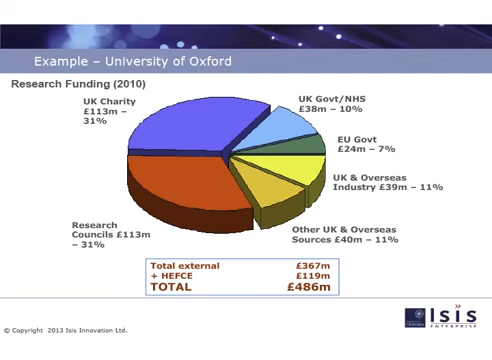 Example – University of Oxford
Research Funding (2010)
UK Charity
£113m –
31%
UK Govt/NHS
£38m – 10%
EU Govt
£24m – 7%
UK & Overseas
Industry £39m – 11%
Other UK & Overseas
Sources £40m – 11%
Research
Councils £113m
– 31%
Total external £367m
+ HEFCE £119m
TOTAL £486m
© Copyright 2013 Isis Innovation Ltd.
OXFORD
Isis
ENTERPRISE